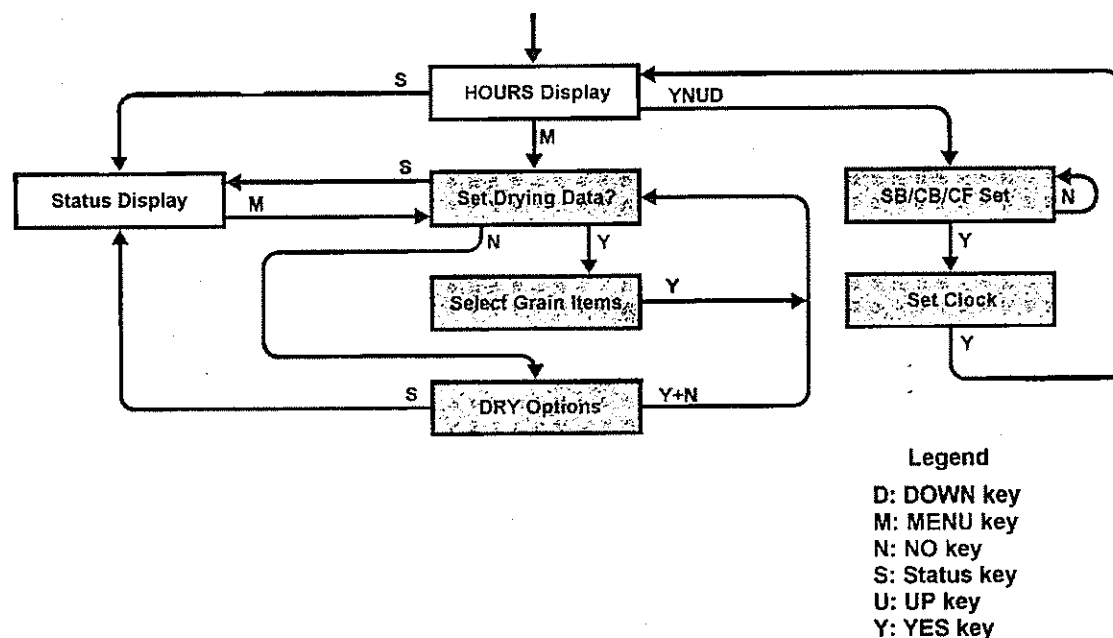 S
HOURS Display
YNUD
M
S
Status Display
M
Set Drying Data?
SB/CB/CF Set
N
N
Y
Y
Select Grain Items
Y
Set Clock
Y
S
DRY Options
Y+N
Legend
D: DOWN key
M: MENU key
N: NO key
S: Status key
U: UP key
Y: YES key